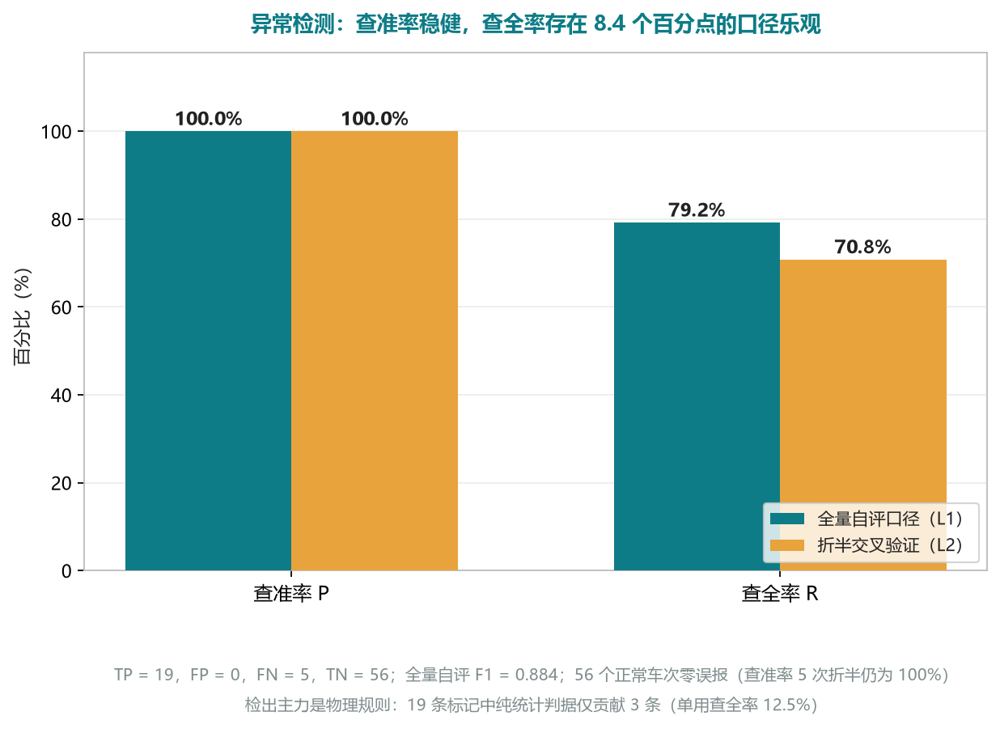 异常检测：查准率稳健，查全率存在 8.4 个百分点的口径乐观
百分比（%）
100
80
60
40
20
0
100.0%
100.0%
79.2%
70.8%
全量自评口径（L1）
折半交叉验证（L2）
查准率 P
查全率 R
TP = 19，FP = 0，FN = 5，TN = 56；全量自评 F1 = 0.884；56 个正常车次零误报（查准率 5 次折半仍为 100%）
检出主力是物理规则：19 条标记中纯统计判据仅贡献 3 条（单用查全率 12.5%）